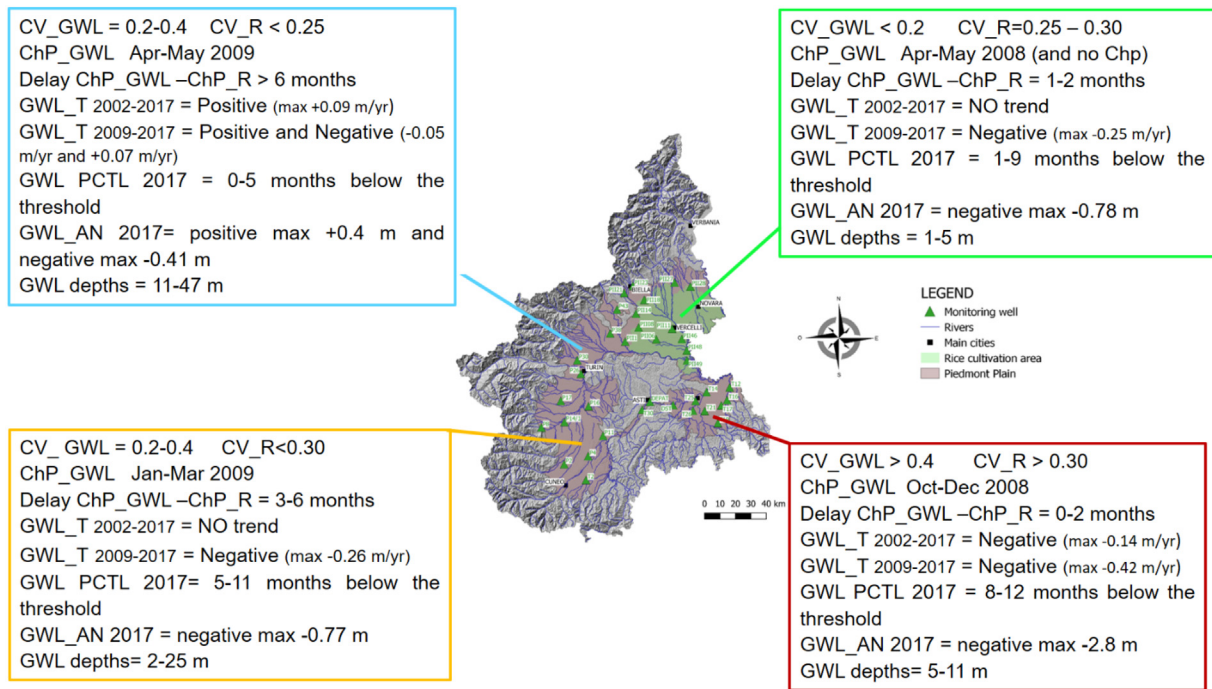 CV_GWL = 0.2-0.4 CV_R < 0.25
ChP_GWL Apr-May 2009
Delay ChP_GWL –ChP_R > 6 months
GWL_T 2002-2017 = Positive (max +0.09 m/yr)
GWL_T 2009-2017 = Positive and Negative (-0.05
m/yr and +0.07 m/yr)
GWL PCTL 2017 = 0-5 months below the
threshold
GWL_AN 2017= positive max +0.4 m and
negative max -0.41 m
GWL depths = 11-47 m
CV_GWL < 0.2 CV_R=0.25 – 0.30
ChP_GWL Apr-May 2008 (and no Chp)
Delay ChP_GWL –ChP_R = 1-2 months
GWL_T 2002-2017 = NO trend
GWL_T 2009-2017 = Negative (max -0.25 m/yr)
GWL PCTL 2017 = 1-9 months below the
threshold
GWL_AN 2017 = negative max -0.78 m
GWL depths = 1-5 m
VERBANIA
BIELLA
NOVARA
VERCELLI
TURIN
ASTI
CUNEO
LEGEND
Monitoring well
Rivers
Main cities
Rice cultivation area
Piedmont Plain
N
O
E
S
0 10 20 30 40 km
CV_ GWL = 0.2-0.4 CV_R<0.30
ChP_GWL Jan-Mar 2009
Delay ChP_GWL –ChP_R = 3-6 months
GWL_T 2002-2017 = NO trend
GWL_T 2009-2017 = Negative (max -0.26 m/yr)
GWL PCTL 2017= 5-11 months below the
threshold
GWL_AN 2017 = negative max -0.77 m
GWL depths= 2-25 m
CV_GWL > 0.4 CV_R > 0.30
ChP_GWL Oct-Dec 2008
Delay ChP_GWL –ChP_R = 0-2 months
GWL_T 2002-2017 = Negative (max -0.14 m/yr)
GWL_T 2009-2017 = Negative (max -0.42 m/yr)
GWL PCTL 2017 = 8-12 months below the
threshold
GWL_AN 2017 = negative max -2.8 m
GWL depths= 5-11 m